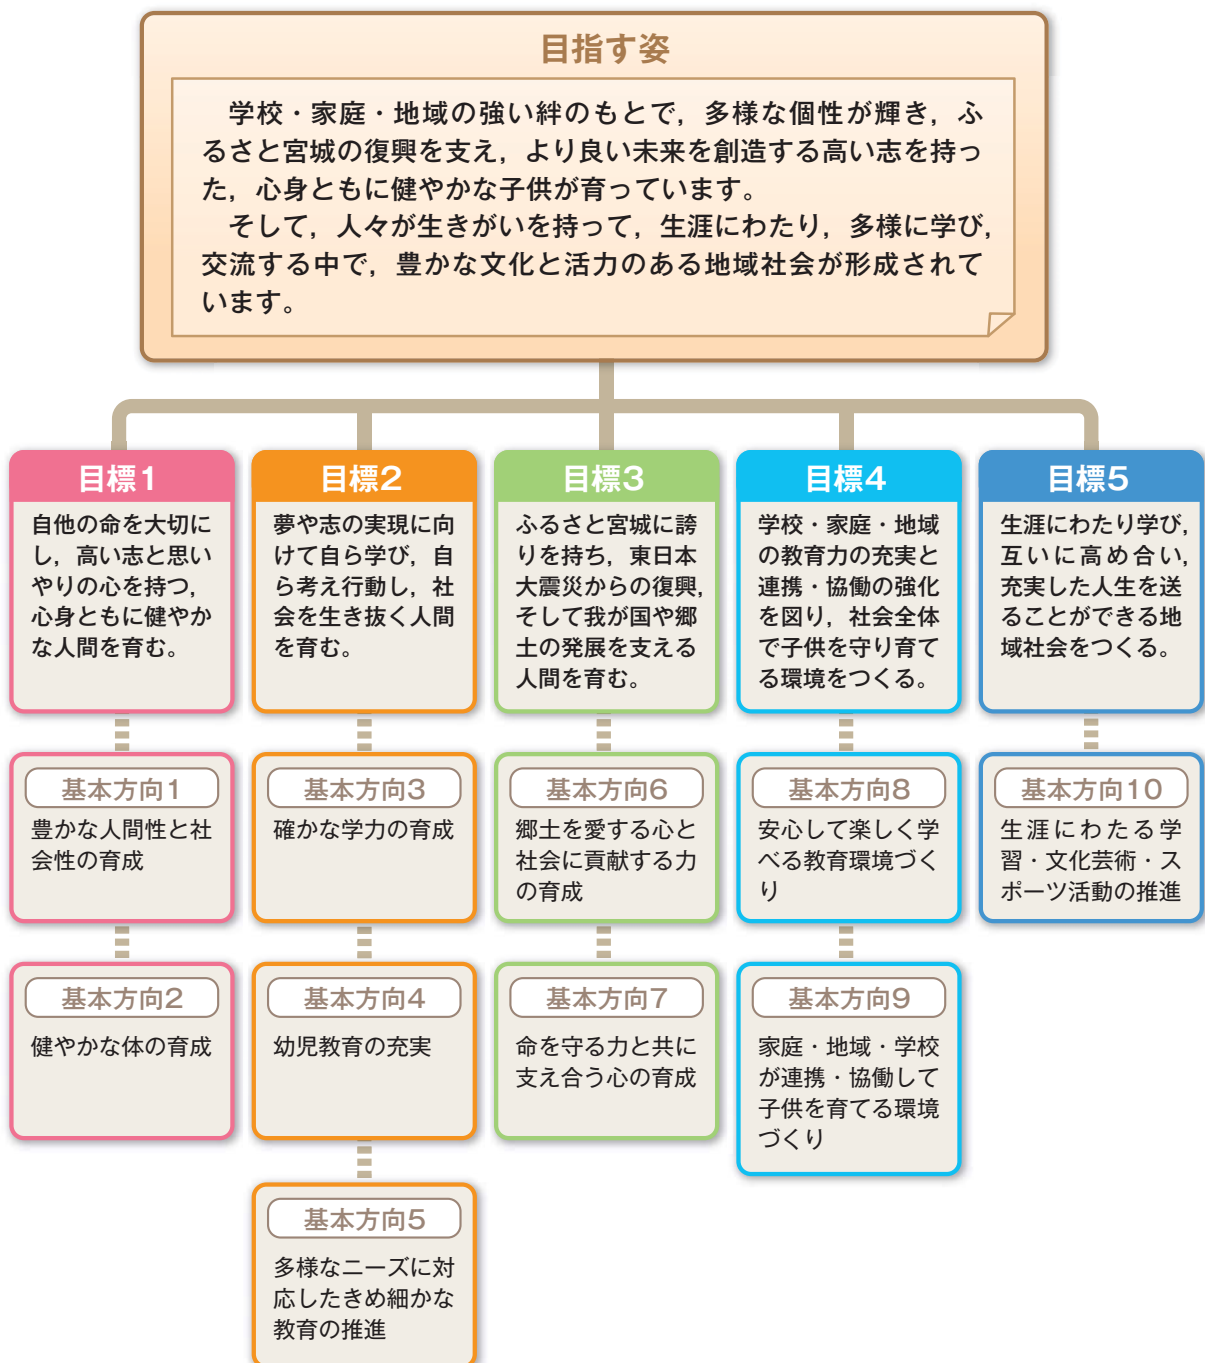 目指す姿
学校・家庭・地域の強い絆のもとで，多様な個性が輝き，ふ
るさと宮城の復興を支え，より良い未来を創造する高い志を持っ
た，心身ともに健やかな子供が育っています。
そして，人々が生きがいを持って，生涯にわたり，多様に学び，
交流する中で，豊かな文化と活力のある地域社会が形成されて
います。
目標1
自他の命を大切に
し，高い志と思い
やりの心を持つ，
心身ともに健やか
な人間を育む。
基本方向1
豊かな人間性と社
会性の育成
基本方向2
健やかな体の育成
目標2
夢や志の実現に向
けて自ら学び，自
ら考え行動し，社
会を生き抜く人間
を育む。
基本方向3
確かな学力の育成
基本方向4
幼児教育の充実
基本方向5
多様なニーズに対
応したきめ細かな
教育の推進
目標3
ふるさと宮城に誇
りを持ち，東日本
大震災からの復興，
そして我が国や郷
土の発展を支える
人間を育む。
基本方向6
郷土を愛する心と
社会に貢献する力
の育成
基本方向7
命を守る力と共に
支え合う心の育成
目標4
学校・家庭・地域
の教育力の充実と
連携・協働の強化
を図り，社会全体
で子供を守り育て
る環境をつくる。
基本方向8
安心して楽しく学
べる教育環境づく
り
基本方向9
家庭・地域・学校
が連携・協働して
子供を育てる環境
づくり
目標5
生涯にわたり学び，
互いに高め合い，
充実した人生を送
ることができる地
域社会をつくる。
基本方向10
生涯にわたる学
習・文化芸術・ス
ポーツ活動の推進